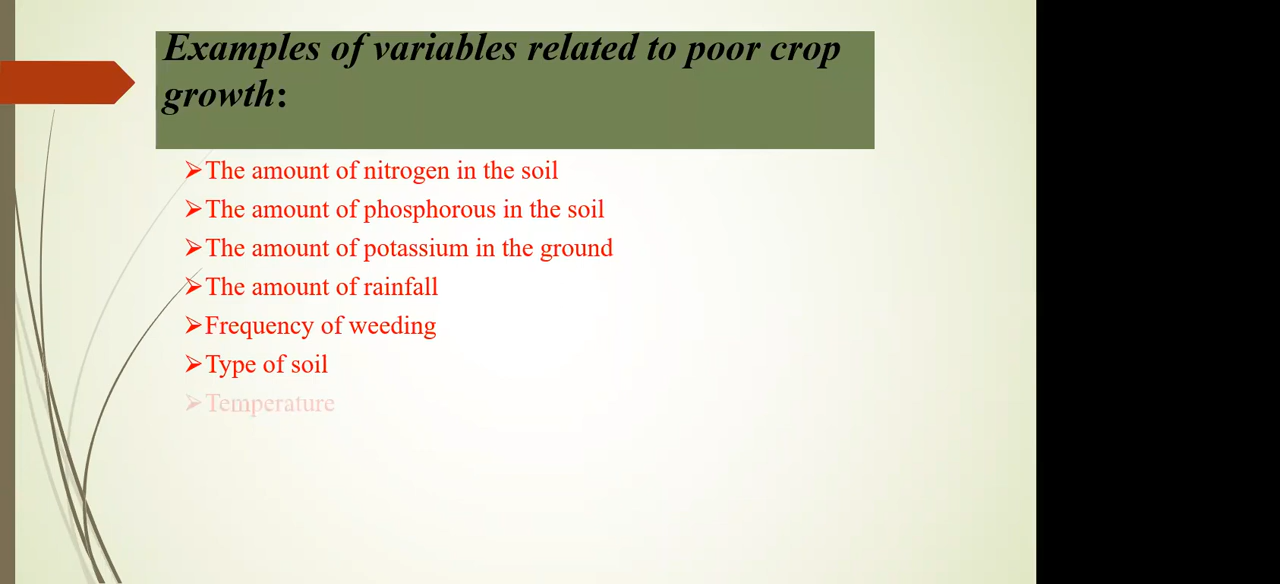 Examples of variables related to poor crop
growth:
➢The amount of nitrogen in the soil
➢The amount of phosphorous in the soil
➢The amount of potassium in the ground
➢The amount of rainfall
➢Frequency of weeding
➢Type of soil
➢Temperature